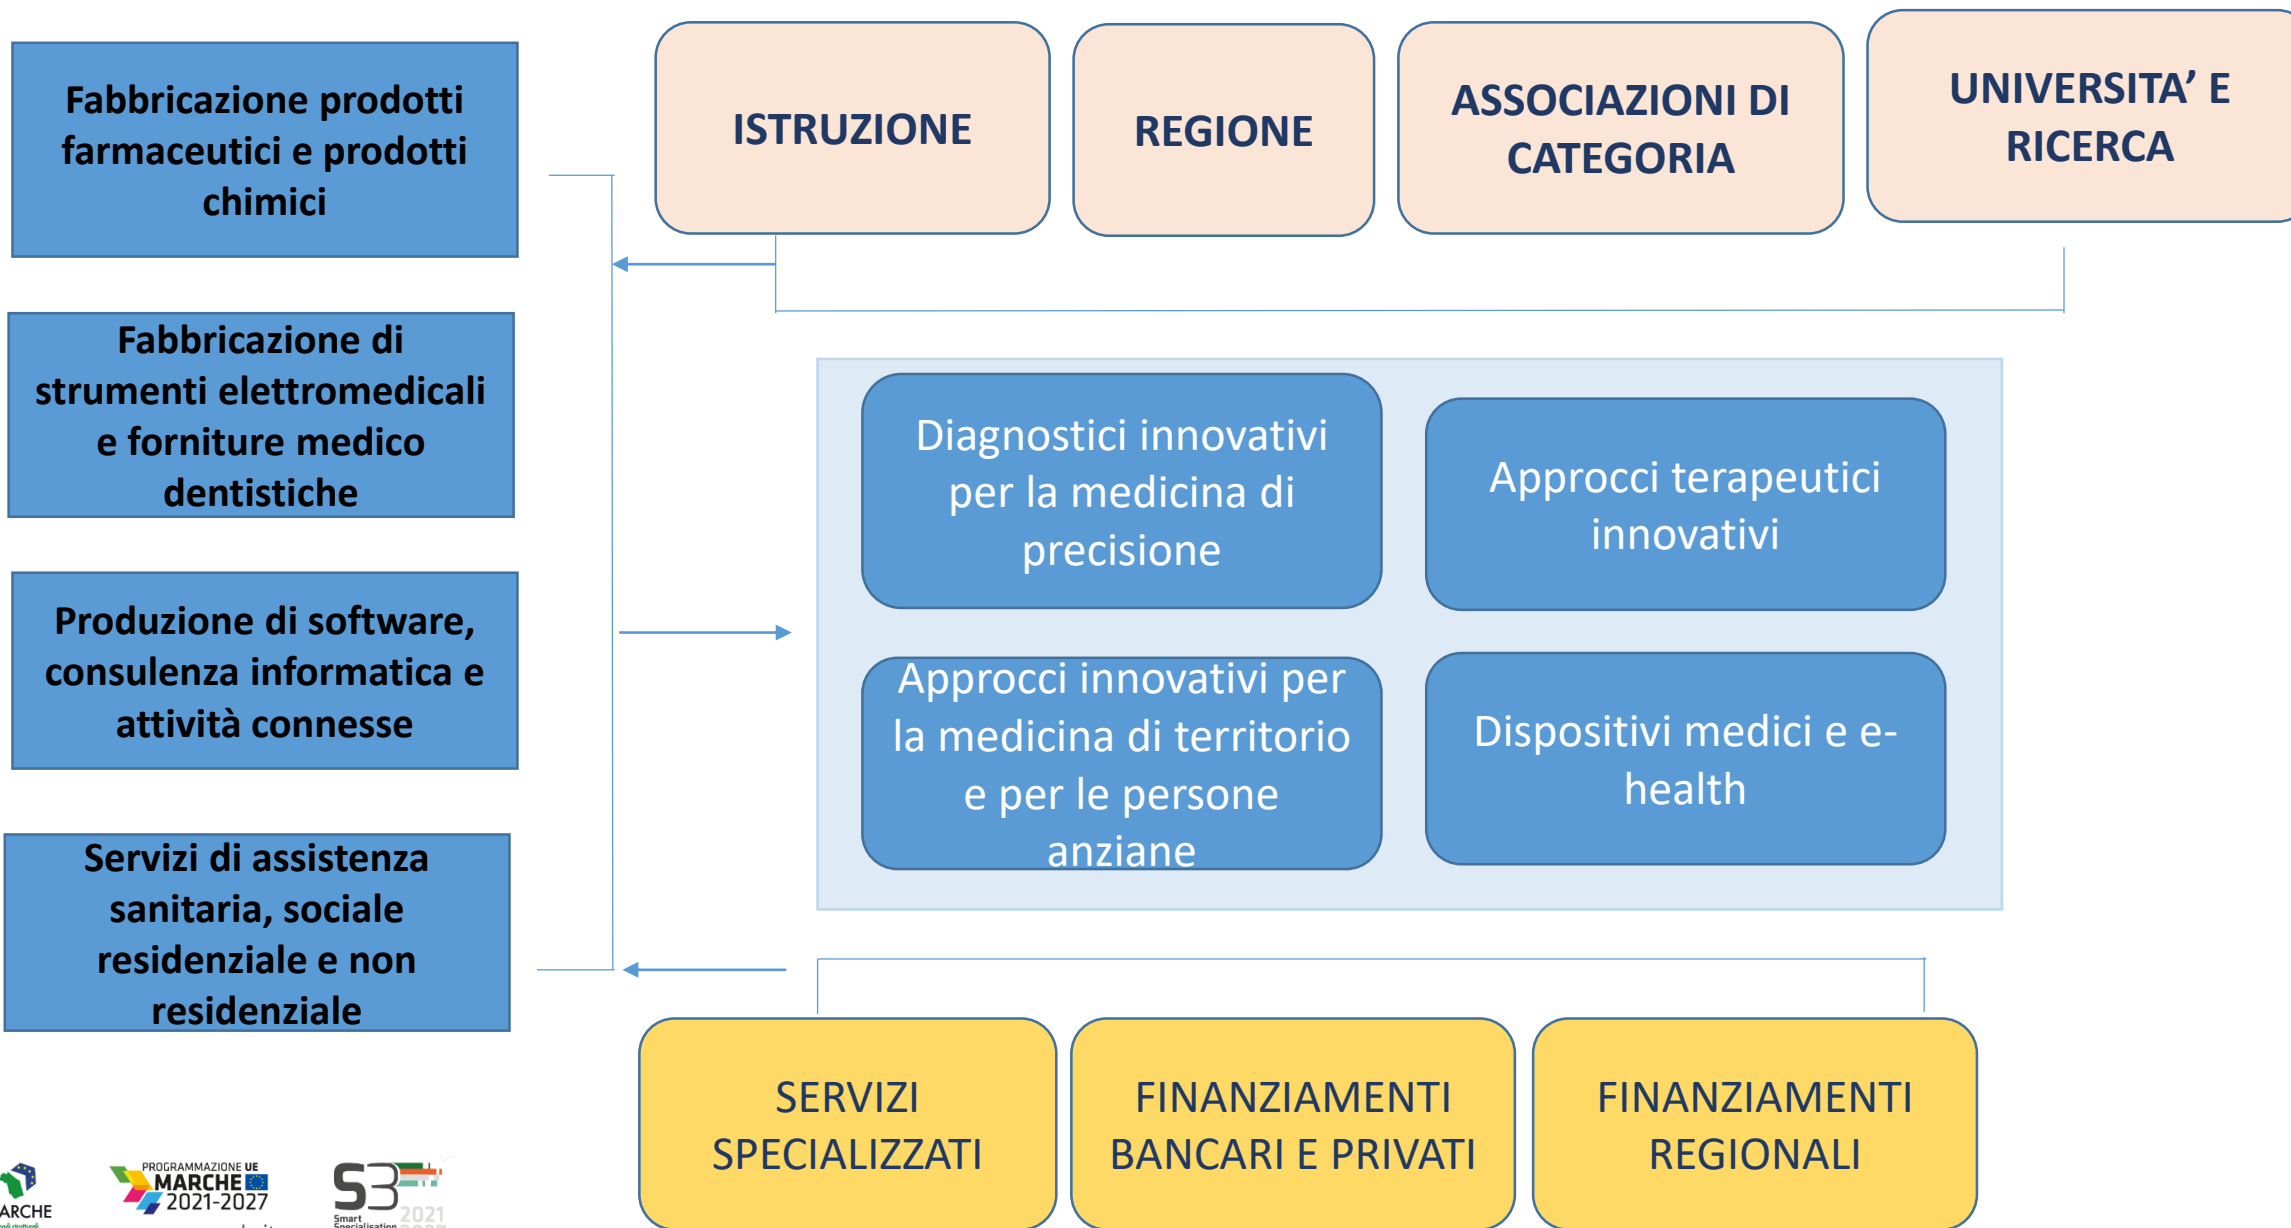 Fabbricazione prodotti
farmaceutici e prodotti
chimici
ISTRUZIONE
REGIONE
ASSOCIAZIONI DI
CATEGORIA
UNIVERSITA’ E
RICERCA
Fabbricazione di
strumenti elettromedicali
e forniture medico
dentistiche
Produzione di software,
consulenza informatica e
attività connesse
Servizi di assistenza
sanitaria, sociale
residenziale e non
residenziale
Diagnostici innovativi
per la medicina di
precisione
Approcci terapeutici
innovativi
Approcci innovativi per
la medicina di territorio
e per le persone
anziane
Dispositivi medici e e-
health
SERVIZI
SPECIALIZZATI
FINANZIAMENTI
BANCARI E PRIVATI
FINANZIAMENTI
REGIONALI
PROGRAMMAZIONE UE
MARCHE
2021-2027
S3
Smart
Specialisation
2021